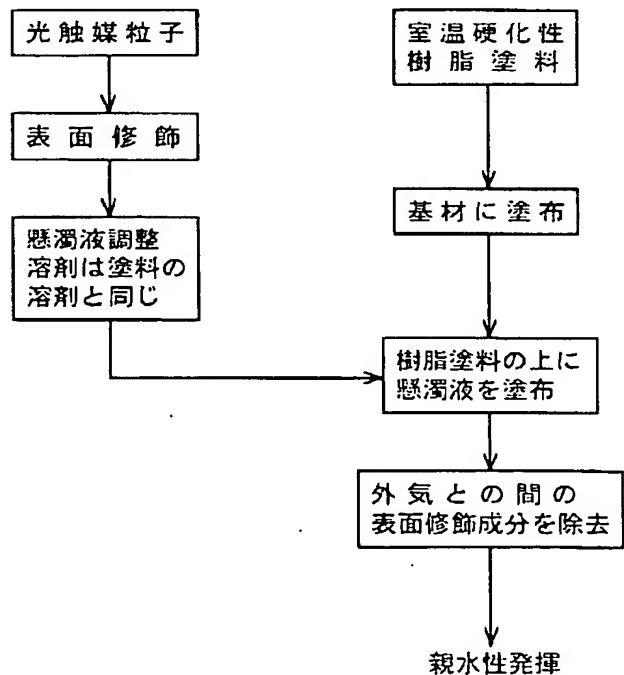 光触媒粒子
表面修飾
懸濁液調整
溶剤は塗料の
溶剤と同じ
室温硬化性
樹脂塗料
基材に塗布
樹脂塗料の上に
懸濁液を塗布
外気との間の
表面修飾成分を除去
親水性発揮